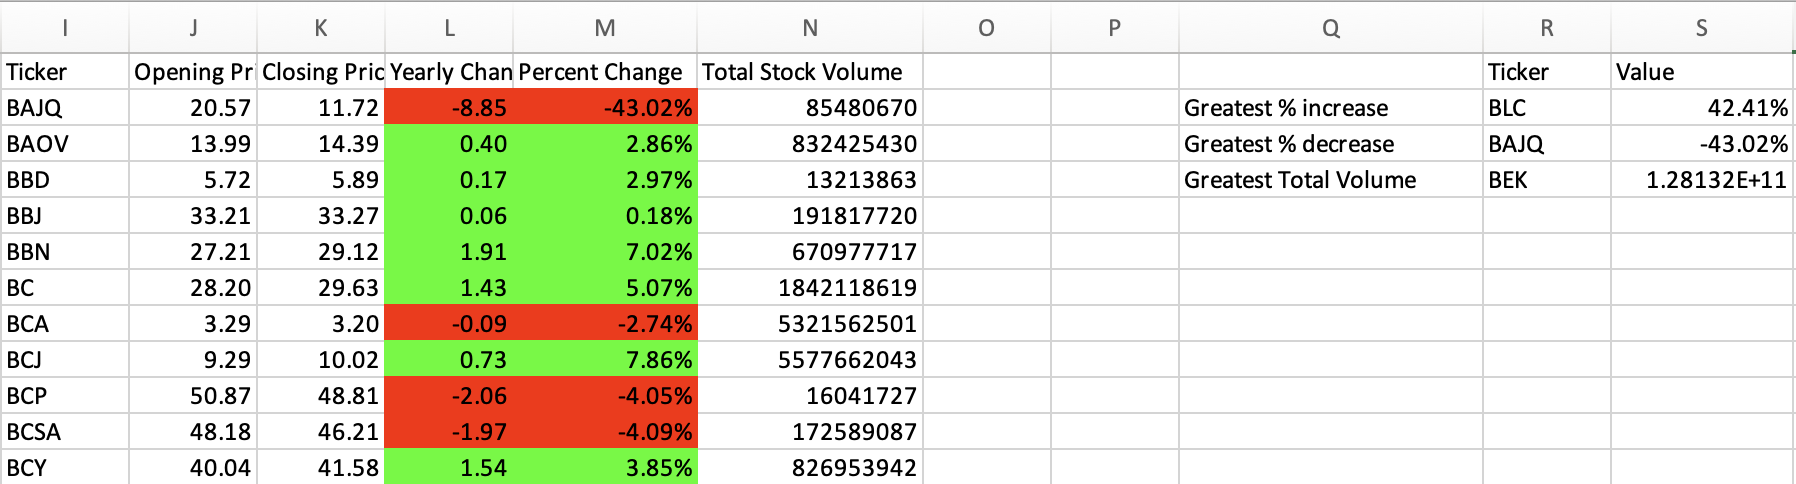 I J K L M N O P Q R S
Ticker Opening Pri Closing Pric Yearly Chan Percent Change Total Stock Volume Ticker Value
BAJQ 20.57 11.72 -8.85 -43.02% 85480670 Greatest % increase BLC 42.41%
BAOV 13.99 14.39 0.40 2.86% 832425430 Greatest % decrease BAJQ -43.02%
BBD 5.72 5.89 0.17 2.97% 13213863 Greatest Total Volume BEK 1.28132E+11
BBJ 33.21 33.27 0.06 0.18% 191817720
BBN 27.21 29.12 1.91 7.02% 670977717
BC 28.20 29.63 1.43 5.07% 1842118619
BCA 3.29 3.20 -0.09 -2.74% 5321562501
BCJ 9.29 10.02 0.73 7.86% 5577662043
BCP 50.87 48.81 -2.06 -4.05% 16041727
BCSA 48.18 46.21 -1.97 -4.09% 172589087
BCY 40.04 41.58 1.54 3.85% 826953942